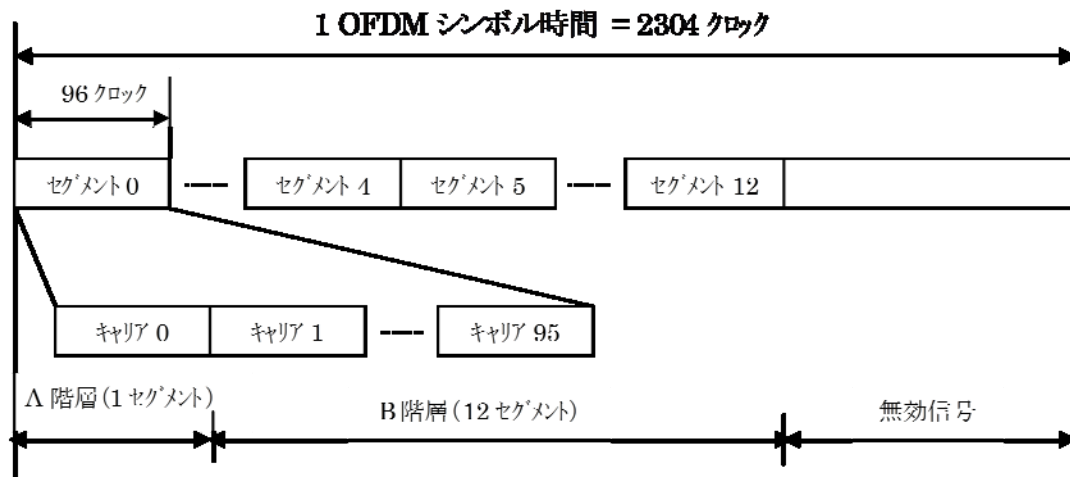 1 OFDM シンボル時間 = 2304 クロック
96 クロック
セグメント 0 セグメント 4 セグメント 5 セグメント 12
キャリア 0 キャリア 1 キャリア 95
A 階層 (1 セグメント) B 階層 (12 セグメント) 無効信号